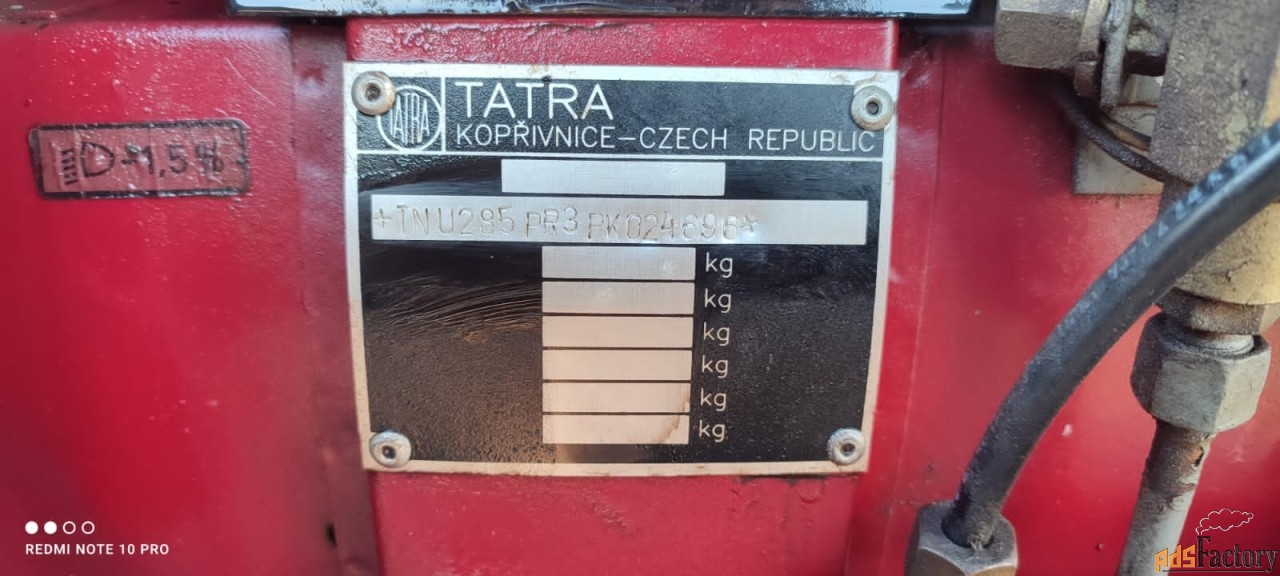 TATRA
TATRA
KOPŘIVNICE–CZECH REPUBLIC
D-1,5%
+TNU285PR3PK024696*
kg
kg
kg
kg
kg
kg
REDMI NOTE 10 PRO
AdsFactory